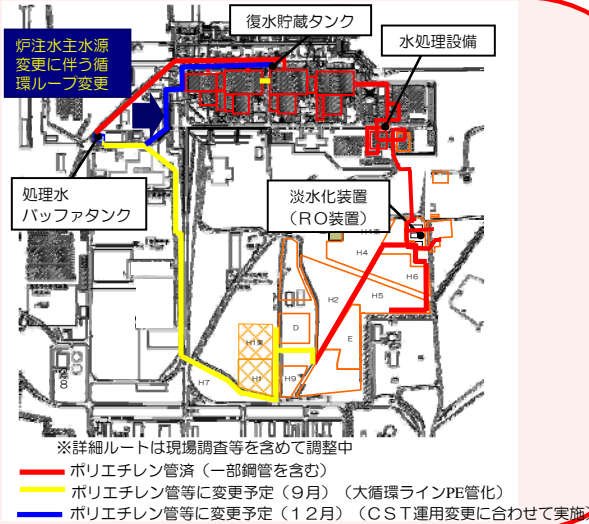 復水貯蔵タンク
炉注水主水源
変更に伴う循
環ループ変更
水処理設備
処理水
バッファタンク
淡水化装置
（ＲＯ装置）
H4
H6
H5
H2
D
E
H1東
H1
H9
H7
※詳細ルートは現場調査等を含めて調整中
ポリエチレン管済（一部鋼管を含む）
ポリエチレン管等に変更予定（９月）（大循環ラインPE管化）
ポリエチレン管等に変更予定（１２月）（ＣＳＴ運用変更に合わせて実施）